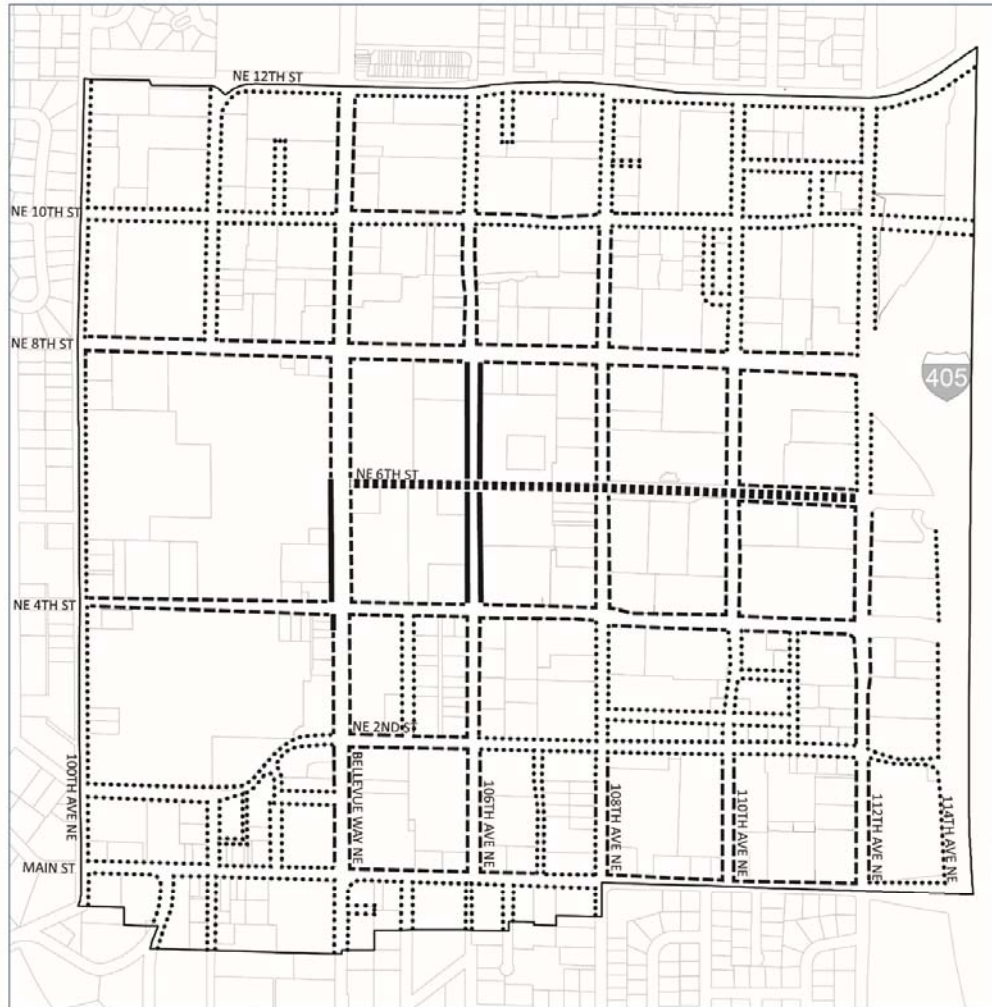 NE 12TH ST
NE 10TH ST
NE 8TH ST
405
NE 6TH ST
NE 4TH ST
NE 2ND ST
100TH AVE NE
BELLEVUE WAY NE
106TH AVE NE
108TH AVE NE
110TH AVE NE
112TH AVE NE
114TH AVE NE
MAIN ST